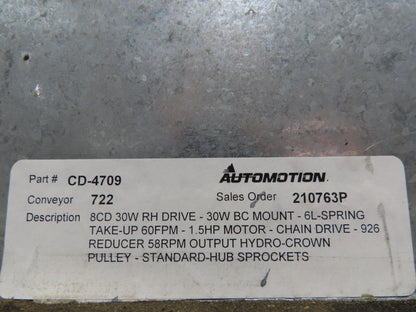 Part # CD-4709 AUTOMOTION
Conveyor 722 Sales Order 210763P
Description 8CD 30W RH DRIVE - 30W BC MOUNT - 6L-SPRING
TAKE-UP 60FPM - 1.5HP MOTOR - CHAIN DRIVE - 926
REDUCER 58RPM OUTPUT HYDRO-CROWN
PULLEY - STANDARD-HUB SPROCKETS